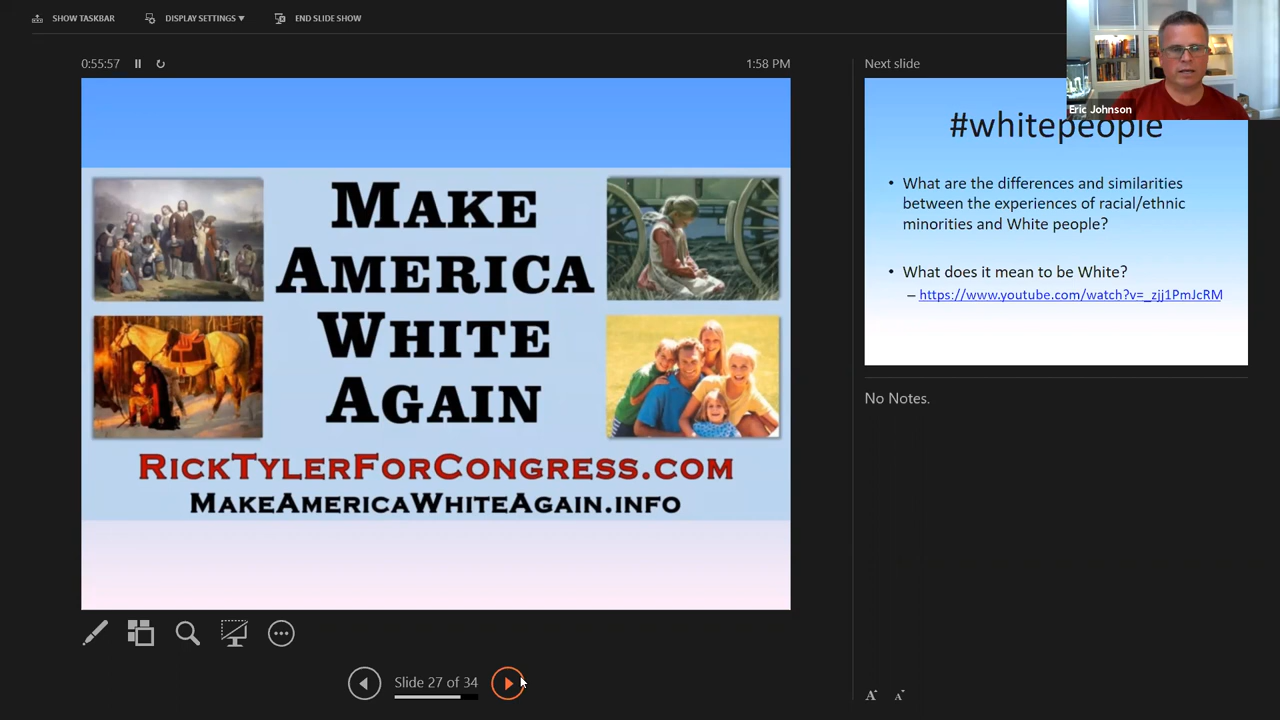 SHOW TASKBAR
DISPLAY SETTINGS ▼
END SLIDE SHOW
0:55:57
1:58 PM
MAKE
AMERICA
WHITE
AGAIN
RICKTYLERFORCONGRESS.COM
MAKEAMERICAWHITEAGAIN.INFO
Slide 27 of 34
Next slide
Eric Johnson
#whitepeople
• What are the differences and similarities
between the experiences of racial/ethnic
minorities and White people?
• What does it mean to be White?
– https://www.youtube.com/watch?v=_zjj1PmJcRM
No Notes.
A A